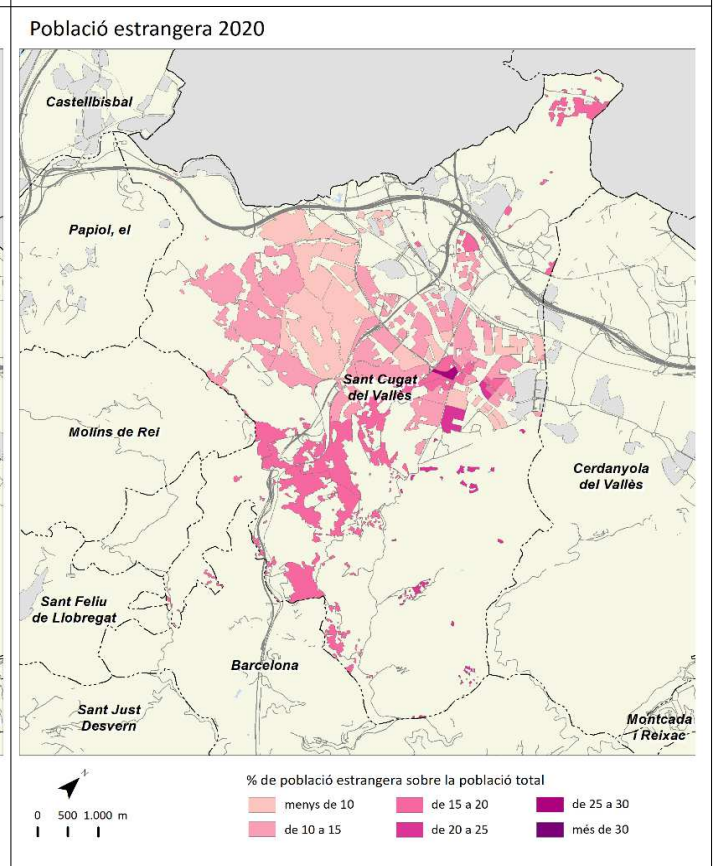 Població estrangera 2020
Castellbisbal
Papiol, el
Sant Cugat
del Vallès
Molins de Rei
Cerdanyola
del Vallès
Sant Feliu
de Llobregat
Barcelona
Sant Just
Desvern
Montcada
i Reixac
N
0 500 1.000 m
% de població estrangera sobre la població total
menys de 10
de 15 a 20
de 25 a 30
de 10 a 15
de 20 a 25
més de 30